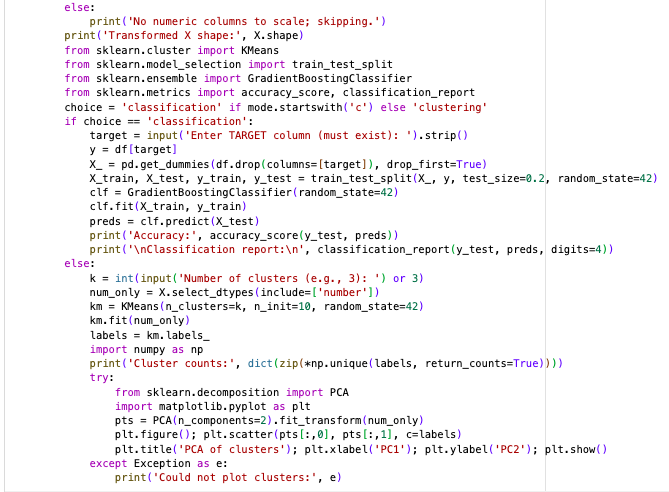 else:
    print('No numeric columns to scale; skipping.')
print('Transformed X shape:', X.shape)
from sklearn.cluster import KMeans
from sklearn.model_selection import train_test_split
from sklearn.ensemble import GradientBoostingClassifier
from sklearn.metrics import accuracy_score, classification_report
choice = 'classification' if mode.startswith('c') else 'clustering'
if choice == 'classification':
    target = input('Enter TARGET column (must exist): ').strip()
    y = df[target]
    X_ = pd.get_dummies(df.drop(columns=[target]), drop_first=True)
    X_train, X_test, y_train, y_test = train_test_split(X_, y, test_size=0.2, random_state=42)
    clf = GradientBoostingClassifier(random_state=42)
    clf.fit(X_train, y_train)
    preds = clf.predict(X_test)
    print('Accuracy:', accuracy_score(y_test, preds))
    print('\nClassification report:\n', classification_report(y_test, preds, digits=4))
else:
    k = int(input('Number of clusters (e.g., 3): ') or 3)
    num_only = X.select_dtypes(include=['number'])
    km = KMeans(n_clusters=k, n_init=10, random_state=42)
    km.fit(num_only)
    labels = km.labels_
    import numpy as np
    print('Cluster counts:', dict(zip(*np.unique(labels, return_counts=True))))
    try:
        from sklearn.decomposition import PCA
        import matplotlib.pyplot as plt
        pts = PCA(n_components=2).fit_transform(num_only)
        plt.figure(); plt.scatter(pts[:,0], pts[:,1], c=labels)
        plt.title('PCA of clusters'); plt.xlabel('PC1'); plt.ylabel('PC2'); plt.show()
    except Exception as e:
        print('Could not plot clusters:', e)